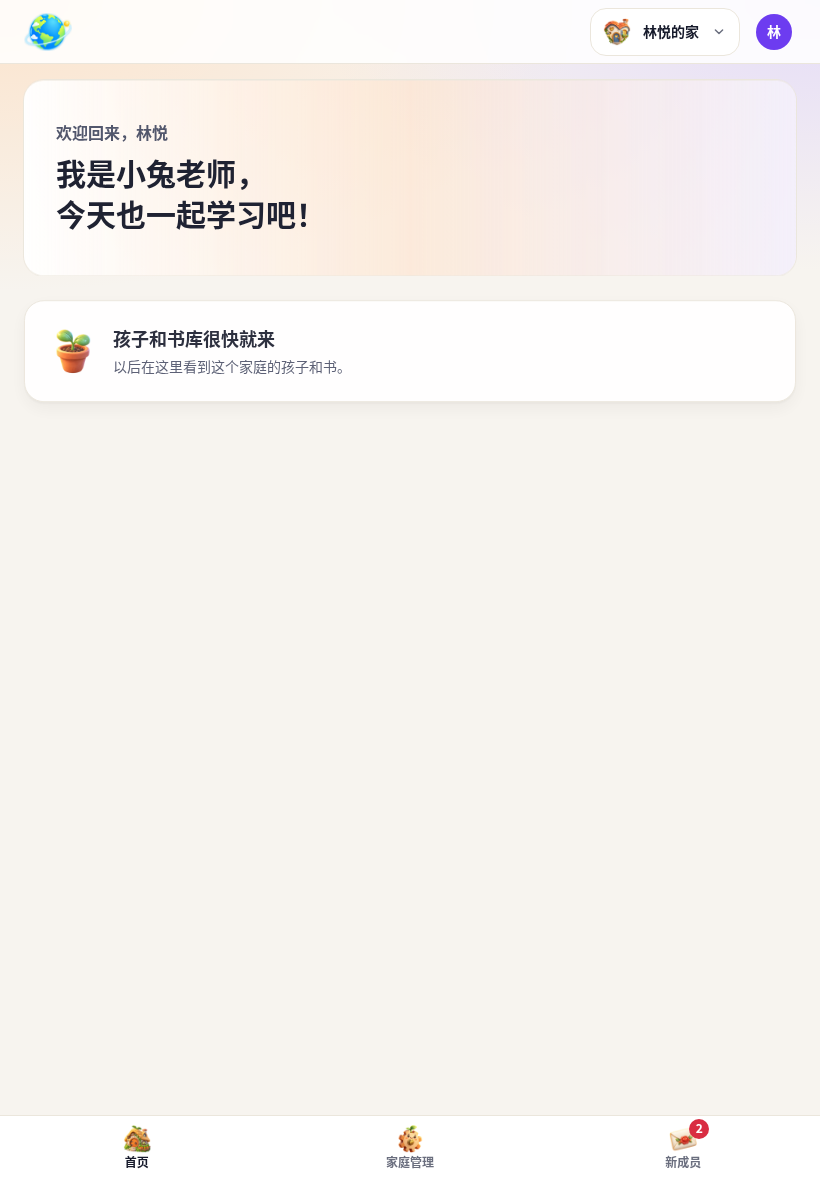 林悦的家
林
欢迎回来，林悦
我是小兔老师，
今天也一起学习吧！
孩子和书库很快就来
以后在这里看到这个家庭的孩子和书。
首页
家庭管理
2
新成员